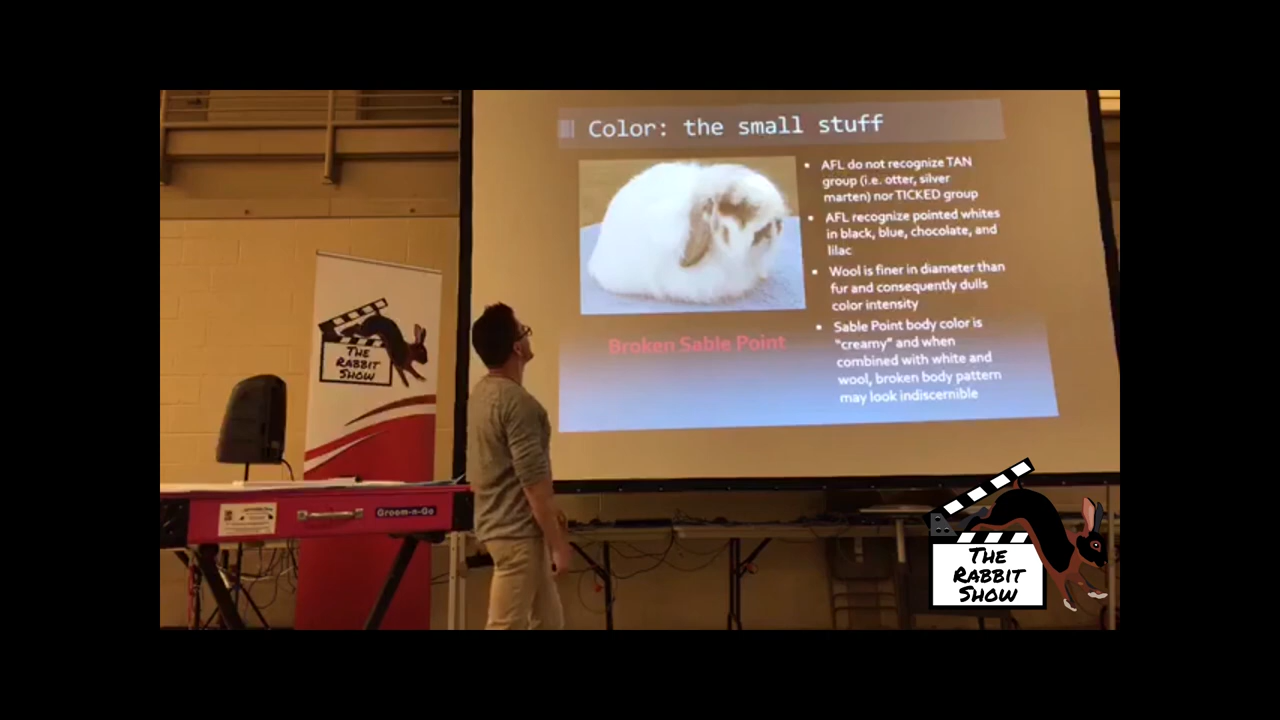 Color: the small stuff
AFL do not recognize TAN
group (i.e. otter, silver
marten) nor TICKED group
AFL recognize pointed whites
in black, blue, chocolate, and
lilac
Wool is finer in diameter than
fur and consequently dulls
color intensity
Sable Point body color is
"creamy" and when
combined with white and
wool, broken body pattern
may look indiscernible
Broken Sable Point
THE
RABBIT
SHOW
Groom-n-Go
THE
RABBIT
SHOW